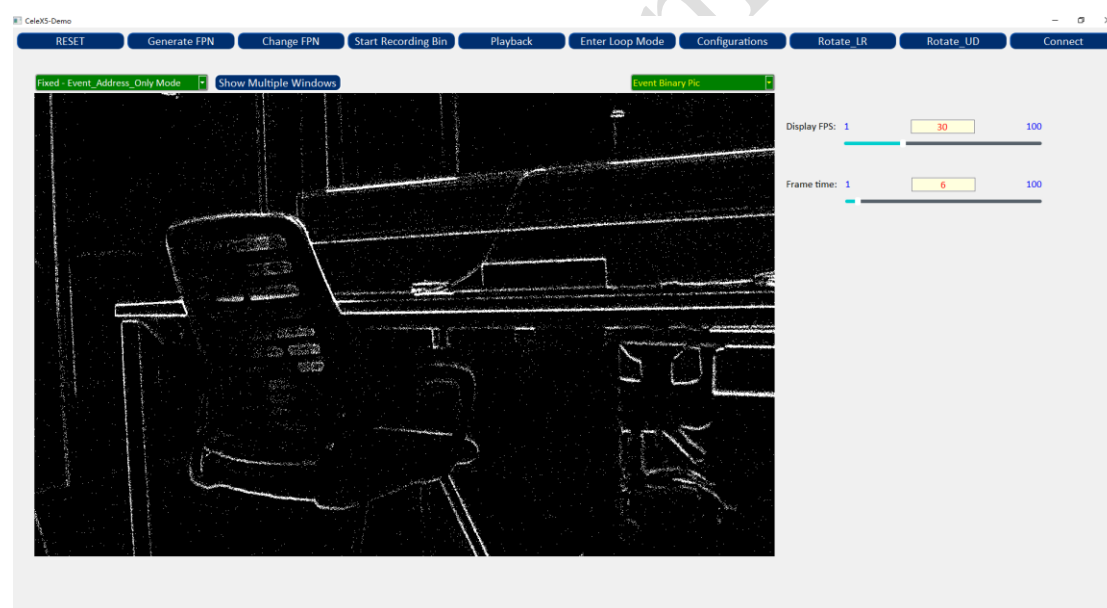 CeleX5-Demo
RESET Generate FPN Change FPN Start Recording Bin Playback Enter Loop Mode Configurations Rotate_LR Rotate_UD Connect
Fixed - Event_Address_Only Mode Show Multiple Windows Event Binary Pic
Display FPS: 1 30 100
Frame time: 1 6 100